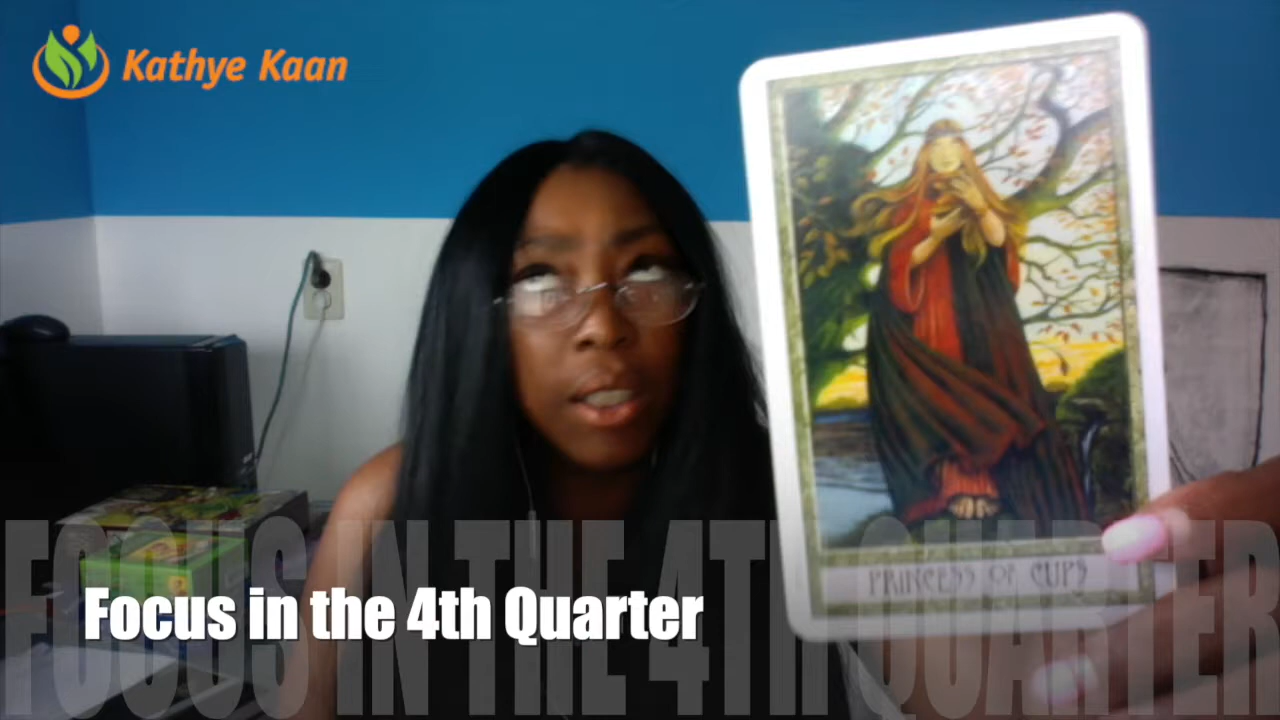 Kathye Kaan
FOCUS IN THE 4TH QUARTER
Focus in the 4th Quarter
PRINCESS OF CUPS